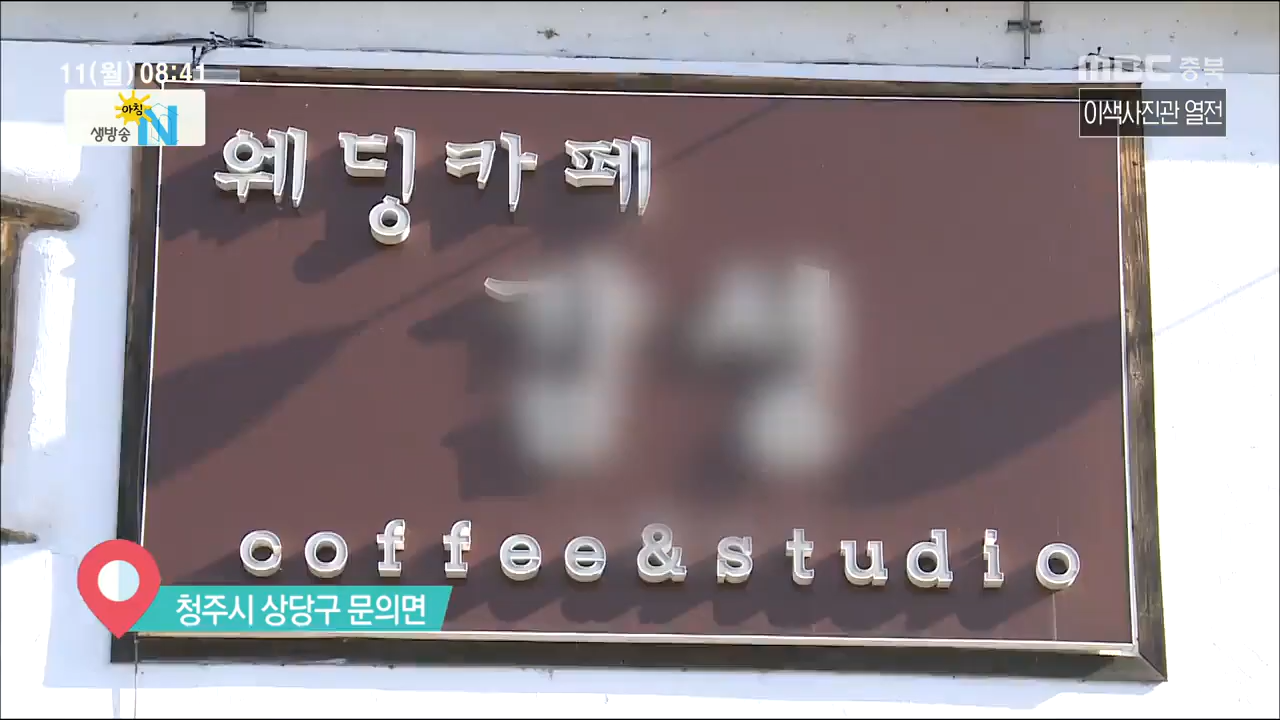 11(월) 08:41
MBC 충북
아침
생방송 N
이색사진관 열전
웨딩카페
coffee&studio
청주시 상당구 문의면